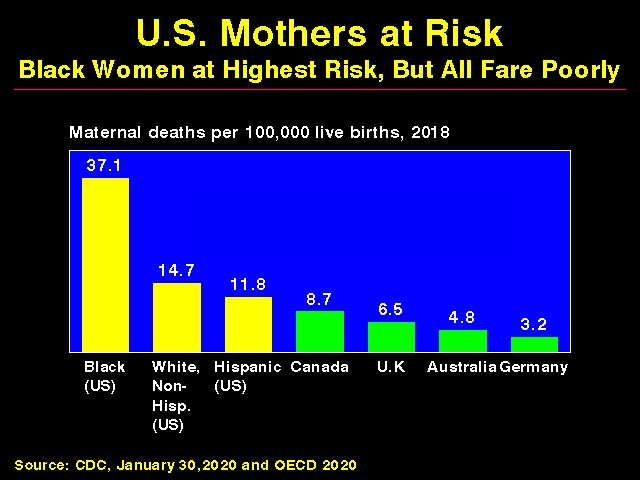 U.S. Mothers at Risk
Black Women at Highest Risk, But All Fare Poorly
Maternal deaths per 100,000 live births, 2018
37.1
14.7
11.8
8.7
6.5
4.8
3.2
Black
(US)
White,
Non-
Hisp.
(US)
Hispanic
(US)
Canada
U.K
Australia
Germany
Source: CDC, January 30,2020 and OECD 2020